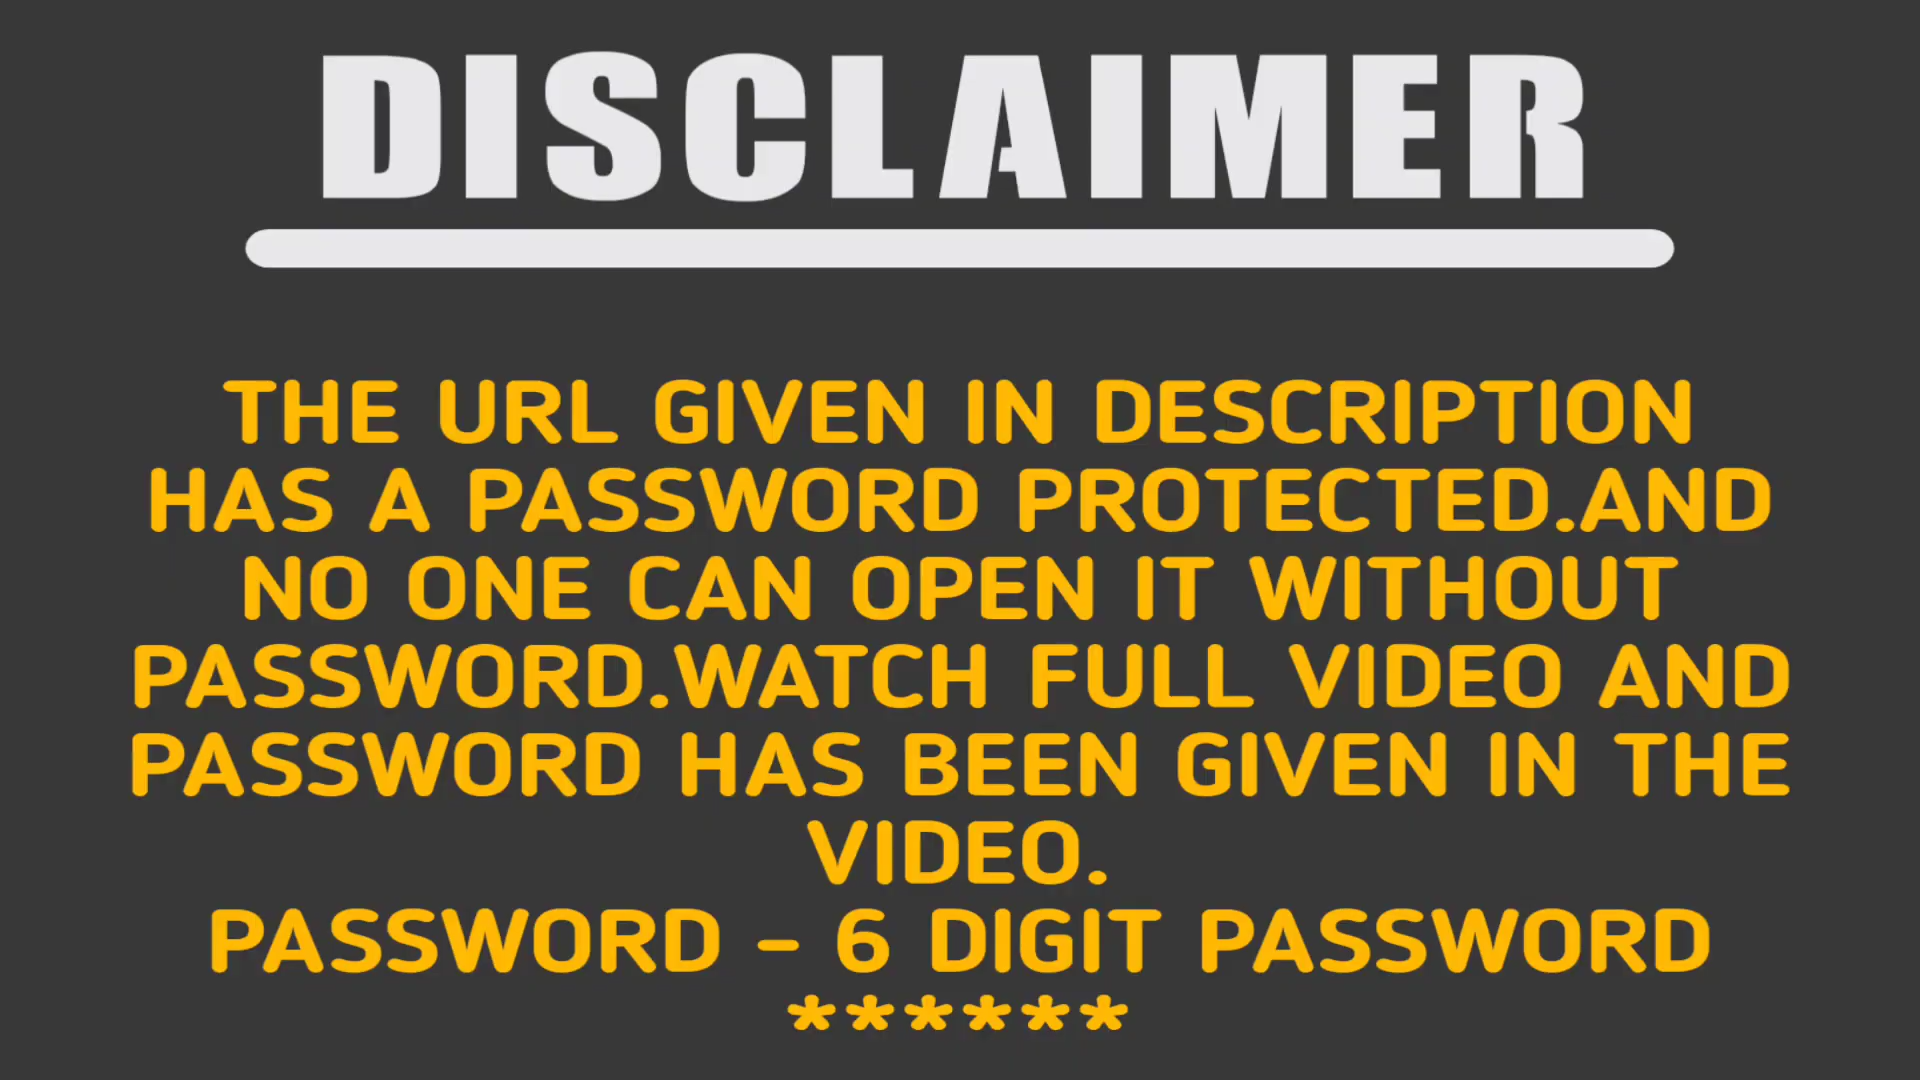 DISCLAIMER
THE URL GIVEN IN DESCRIPTION
HAS A PASSWORD PROTECTED.AND
NO ONE CAN OPEN IT WITHOUT
PASSWORD.WATCH FULL VIDEO AND
PASSWORD HAS BEEN GIVEN IN THE
VIDEO.
PASSWORD - 6 DIGIT PASSWORD
******